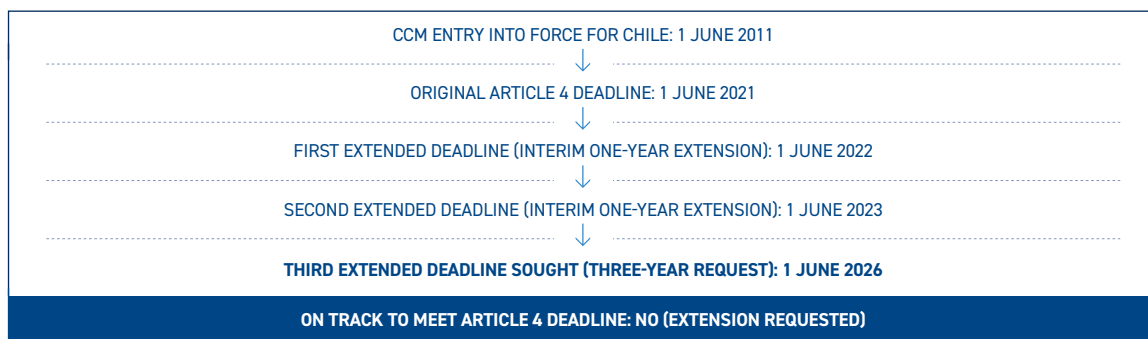 CCM ENTRY INTO FORCE FOR CHILE: 1 JUNE 2011
ORIGINAL ARTICLE 4 DEADLINE: 1 JUNE 2021
FIRST EXTENDED DEADLINE (INTERIM ONE-YEAR EXTENSION): 1 JUNE 2022
SECOND EXTENDED DEADLINE (INTERIM ONE-YEAR EXTENSION): 1 JUNE 2023
THIRD EXTENDED DEADLINE SOUGHT (THREE-YEAR REQUEST): 1 JUNE 2026
ON TRACK TO MEET ARTICLE 4 DEADLINE: NO (EXTENSION REQUESTED)